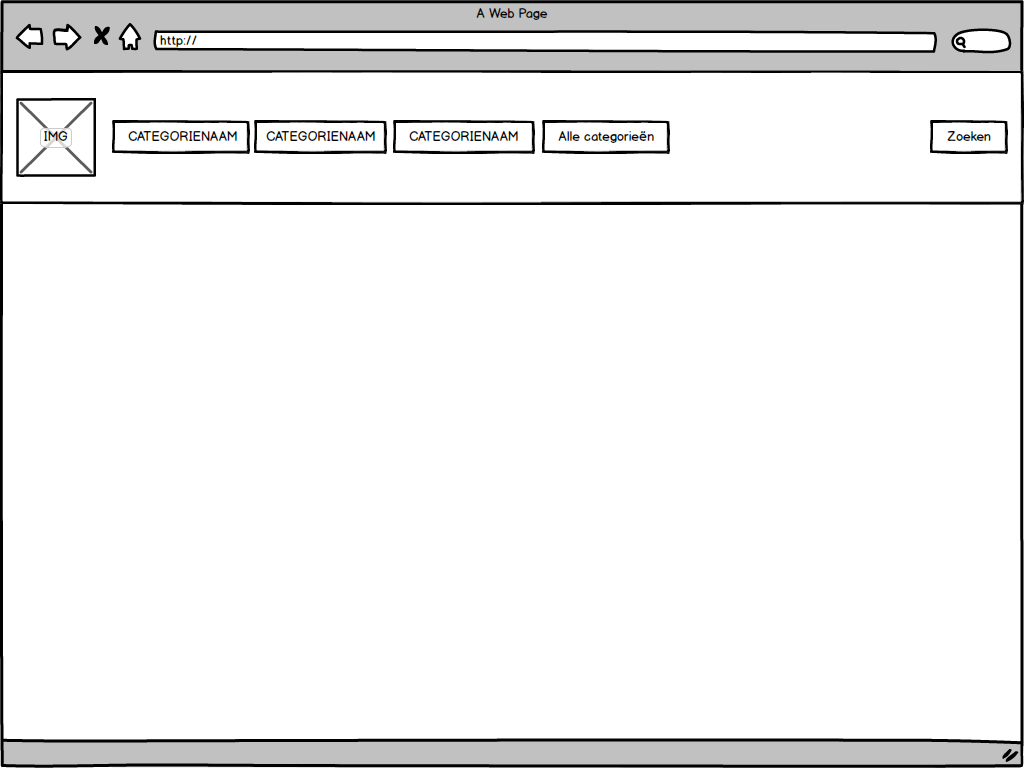 A Web Page
http://
IMG
CATEGORIENAAM
CATEGORIENAAM
CATEGORIENAAM
Alle categorieën
Zoeken